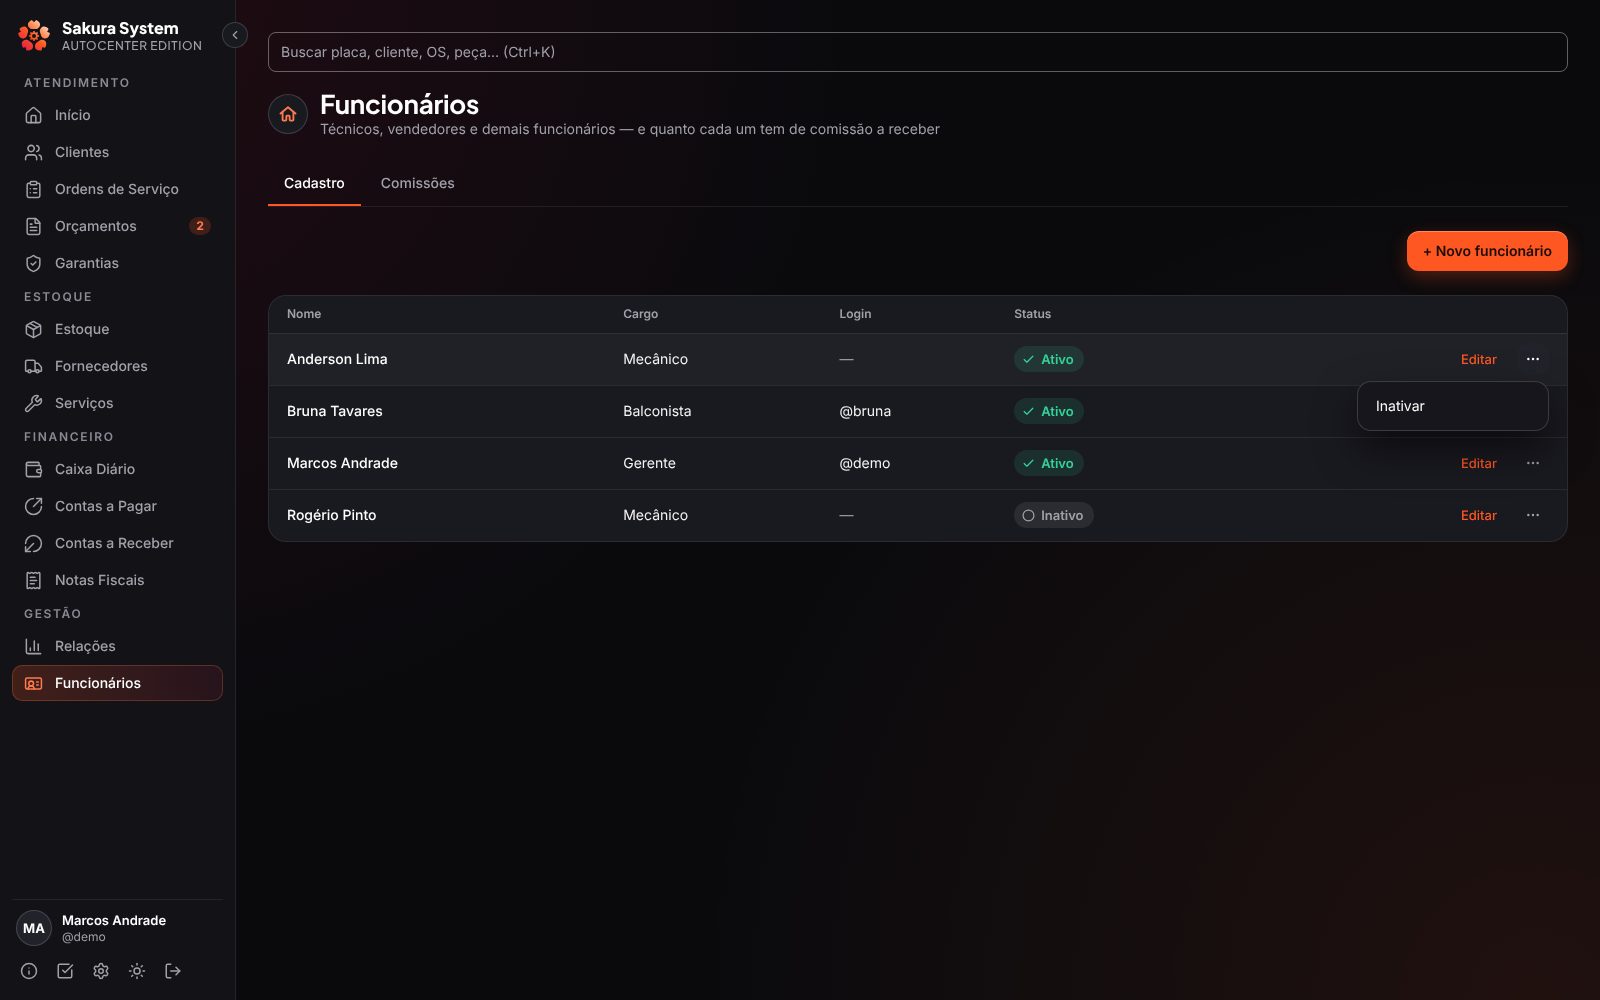 Sakura System
AUTOCENTER EDITION
ATENDIMENTO
Início
Clientes
Ordens de Serviço
Orçamentos 2
Garantias
ESTOQUE
Estoque
Fornecedores
Serviços
FINANCEIRO
Caixa Diário
Contas a Pagar
Contas a Receber
Notas Fiscais
GESTÃO
Relações
Funcionários
MA
Marcos Andrade
@demo
Buscar placa, cliente, OS, peça... (Ctrl+K)
Funcionários
Técnicos, vendedores e demais funcionários — e quanto cada um tem de comissão a receber
Cadastro Comissões
+ Novo funcionário
Nome Cargo Login Status
Anderson Lima Mecânico — Ativo Editar ...
Inativar
Bruna Tavares Balconista @bruna Ativo
Marcos Andrade Gerente @demo Ativo Editar ...
Rogério Pinto Mecânico — Inativo Editar ...